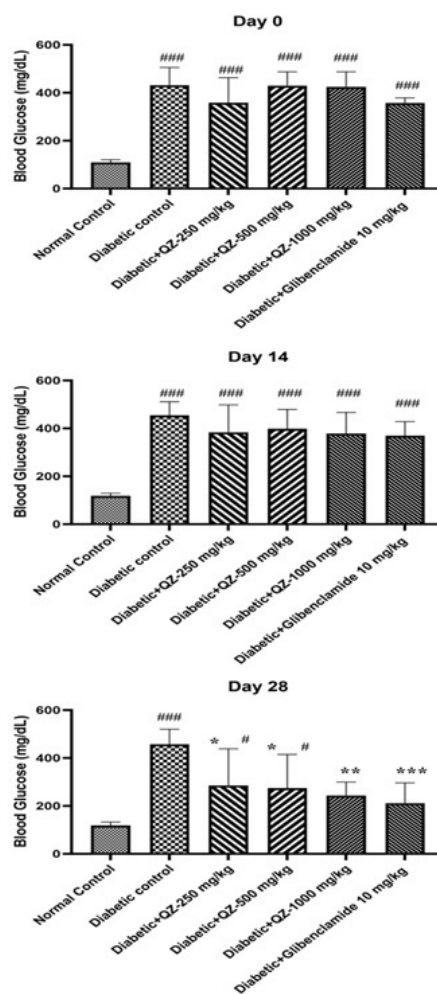 Day 0
Blood Glucose (mg/dL)
600
400
200
0
###
###
###
###
###
Normal Control
Diabetic control
Diabetic+QZ-250 mg/kg
Diabetic+QZ-500 mg/kg
Diabetic+QZ-1000 mg/kg
Diabetic+Glibenclamide 10 mg/kg
Day 14
Blood Glucose (mg/dL)
600
400
200
0
###
###
###
###
###
Normal Control
Diabetic control
Diabetic+QZ-250 mg/kg
Diabetic+QZ-500 mg/kg
Diabetic+QZ-1000 mg/kg
Diabetic+Glibenclamide 10 mg/kg
Day 28
Blood Glucose (mg/dL)
600
400
200
0
###
* #
* #
**
***
Normal Control
Diabetic control
Diabetic+QZ-250 mg/kg
Diabetic+QZ-500 mg/kg
Diabetic+QZ-1000 mg/kg
Diabetic+Glibenclamide 10 mg/kg